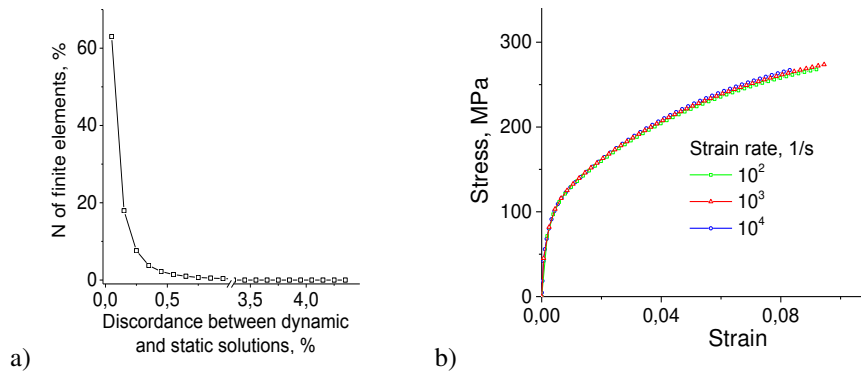 60
40
20
0
N of finite elements, %
0,0
0,5
3,5
4,0
Discordance between dynamic
and static solutions, %
a)
300
200
100
0
Stress, MPa
Strain rate, 1/s
10²
10³
10⁴
0,00
0,04
0,08
Strain
b)